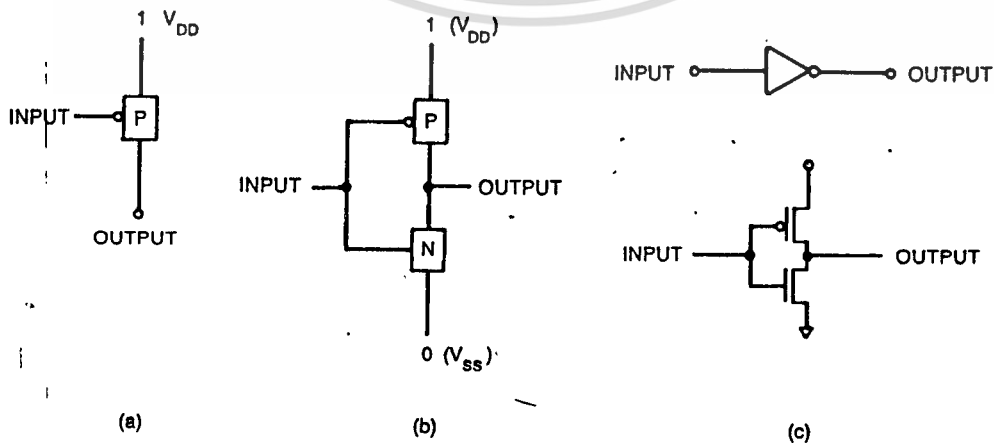 1 V_DD
INPUT
P
OUTPUT
(a)
1 (V_DD)
P
INPUT
OUTPUT
N
0 (V_SS)
(b)
INPUT
OUTPUT
INPUT
OUTPUT
(c)